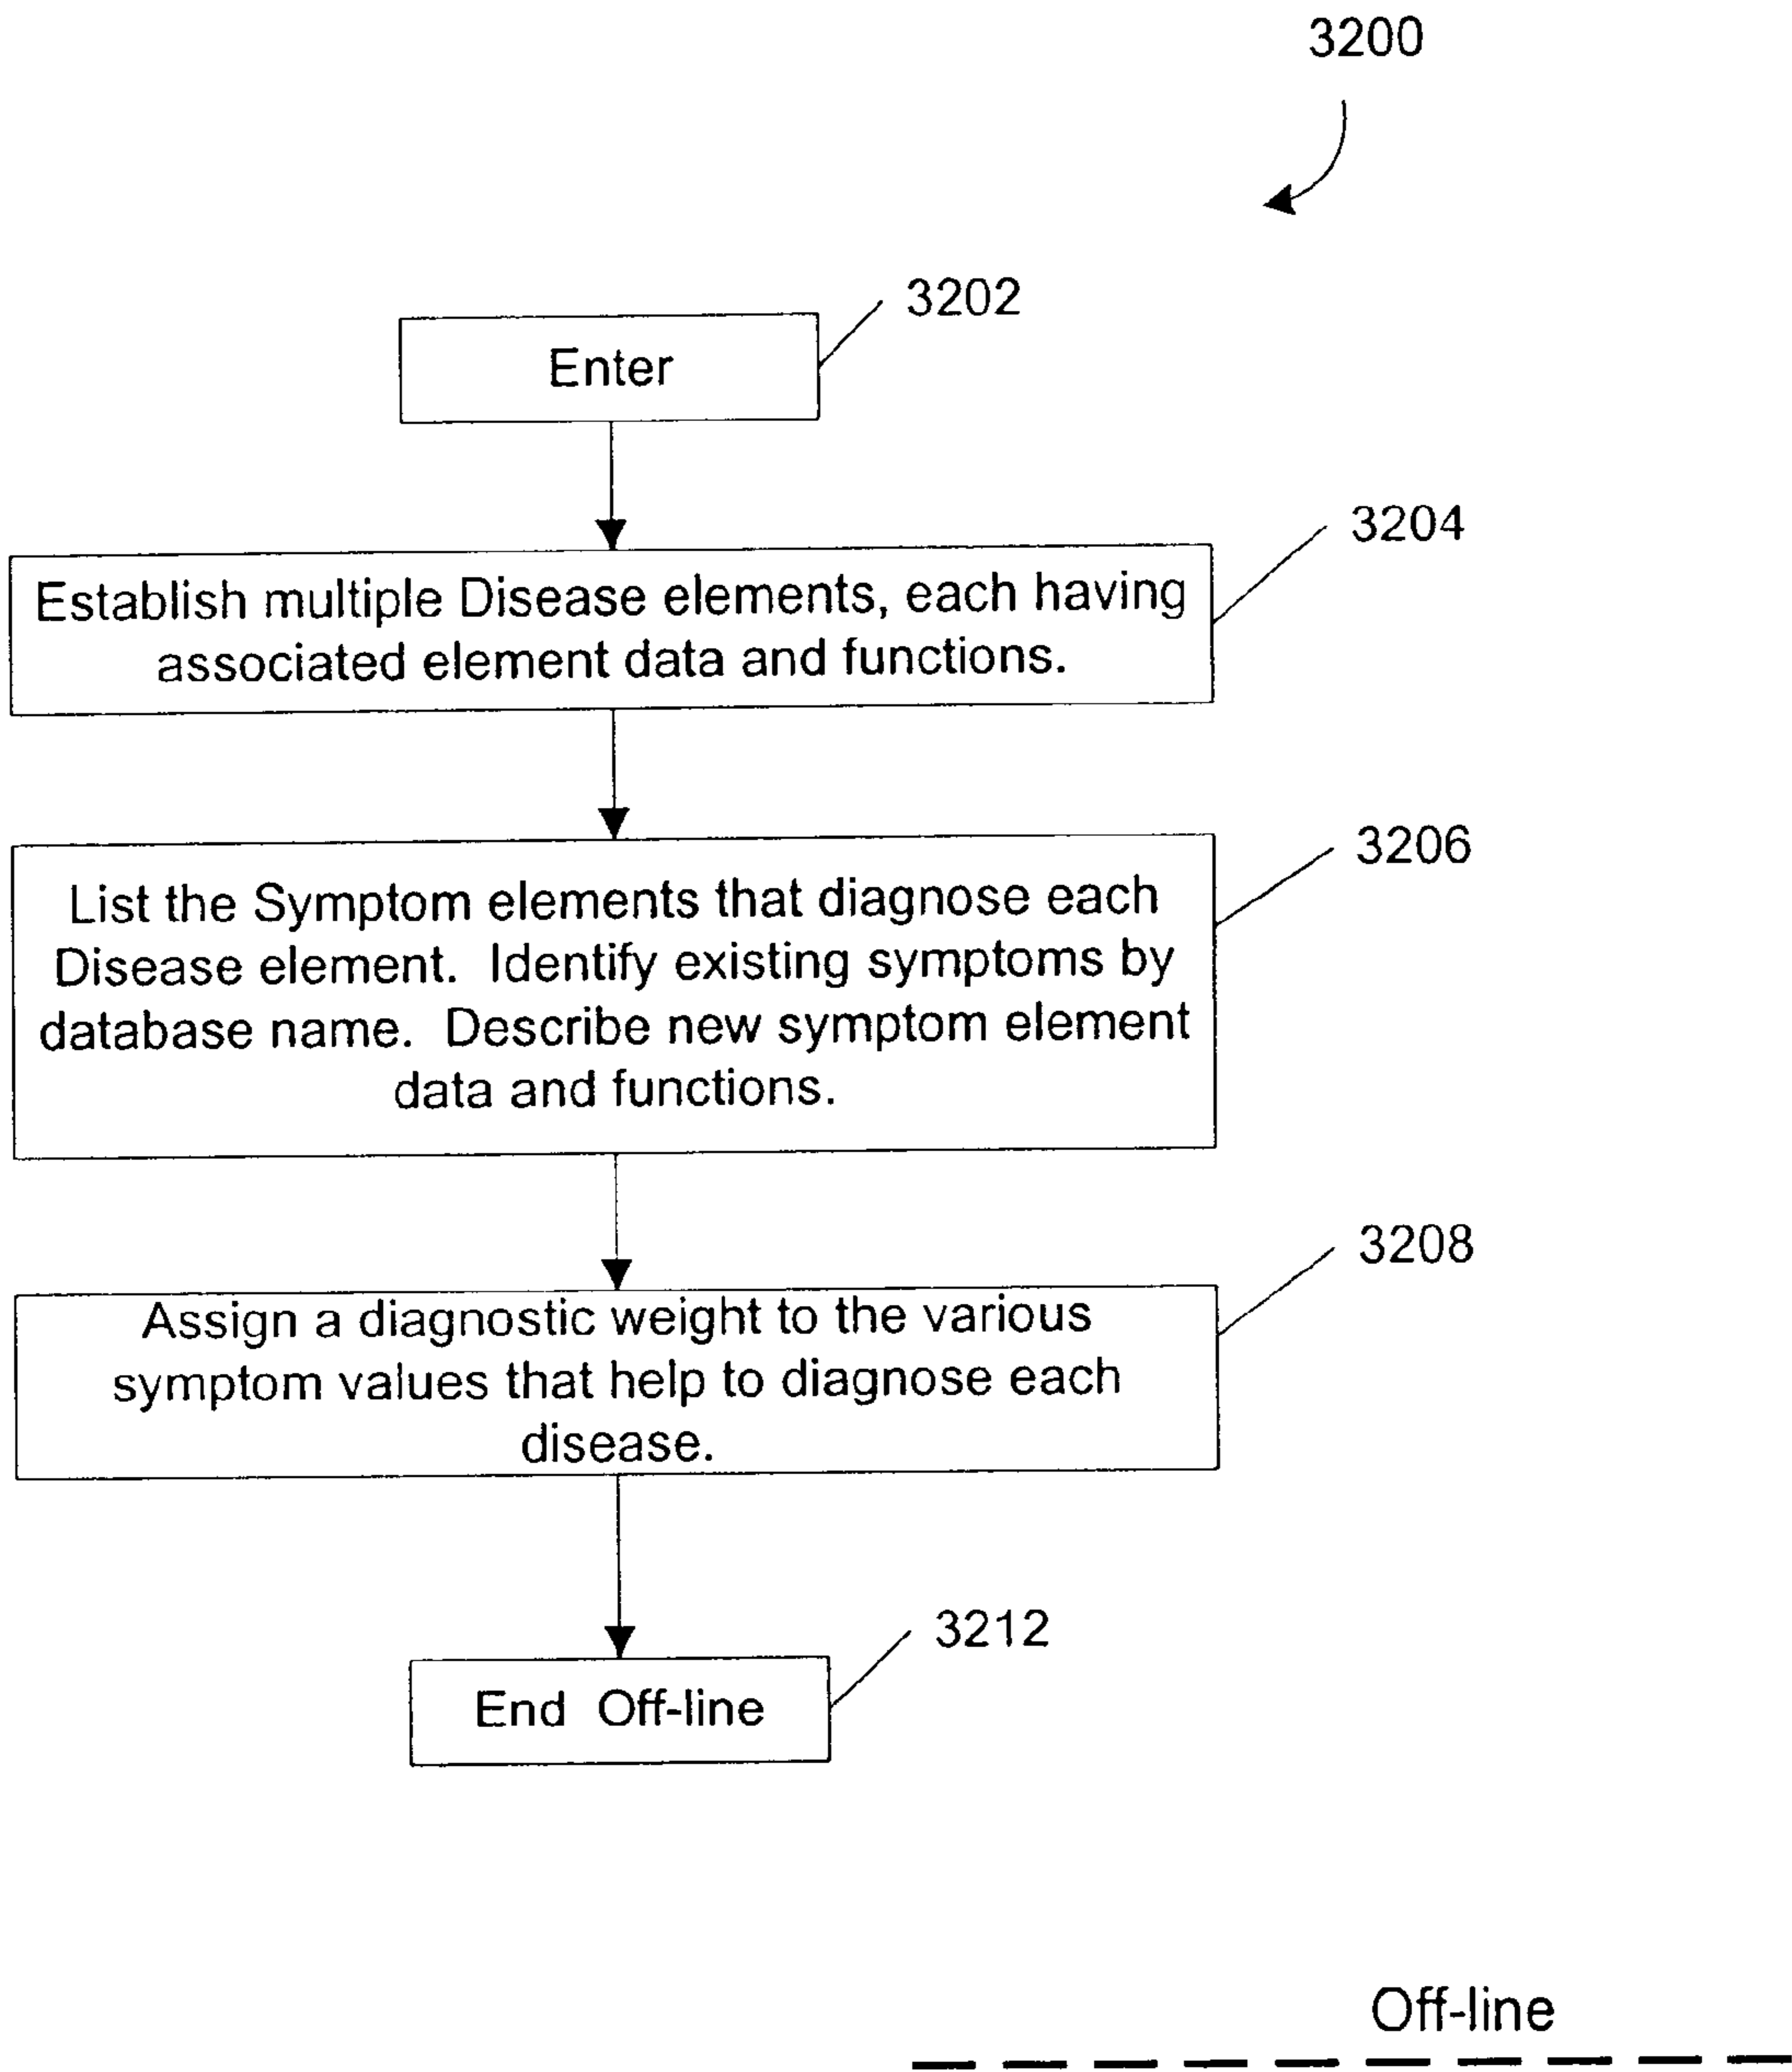 3200
3202
Enter
3204
Establish multiple Disease elements, each having
associated element data and functions.
3206
List the Symptom elements that diagnose each
Disease element. Identify existing symptoms by
database name. Describe new symptom element
data and functions.
3208
Assign a diagnostic weight to the various
symptom values that help to diagnose each
disease.
3212
End Off-line
Off-line